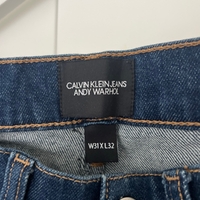 CALVIN KLEIN JEANS
ANDY WARHOL
W31 X L32